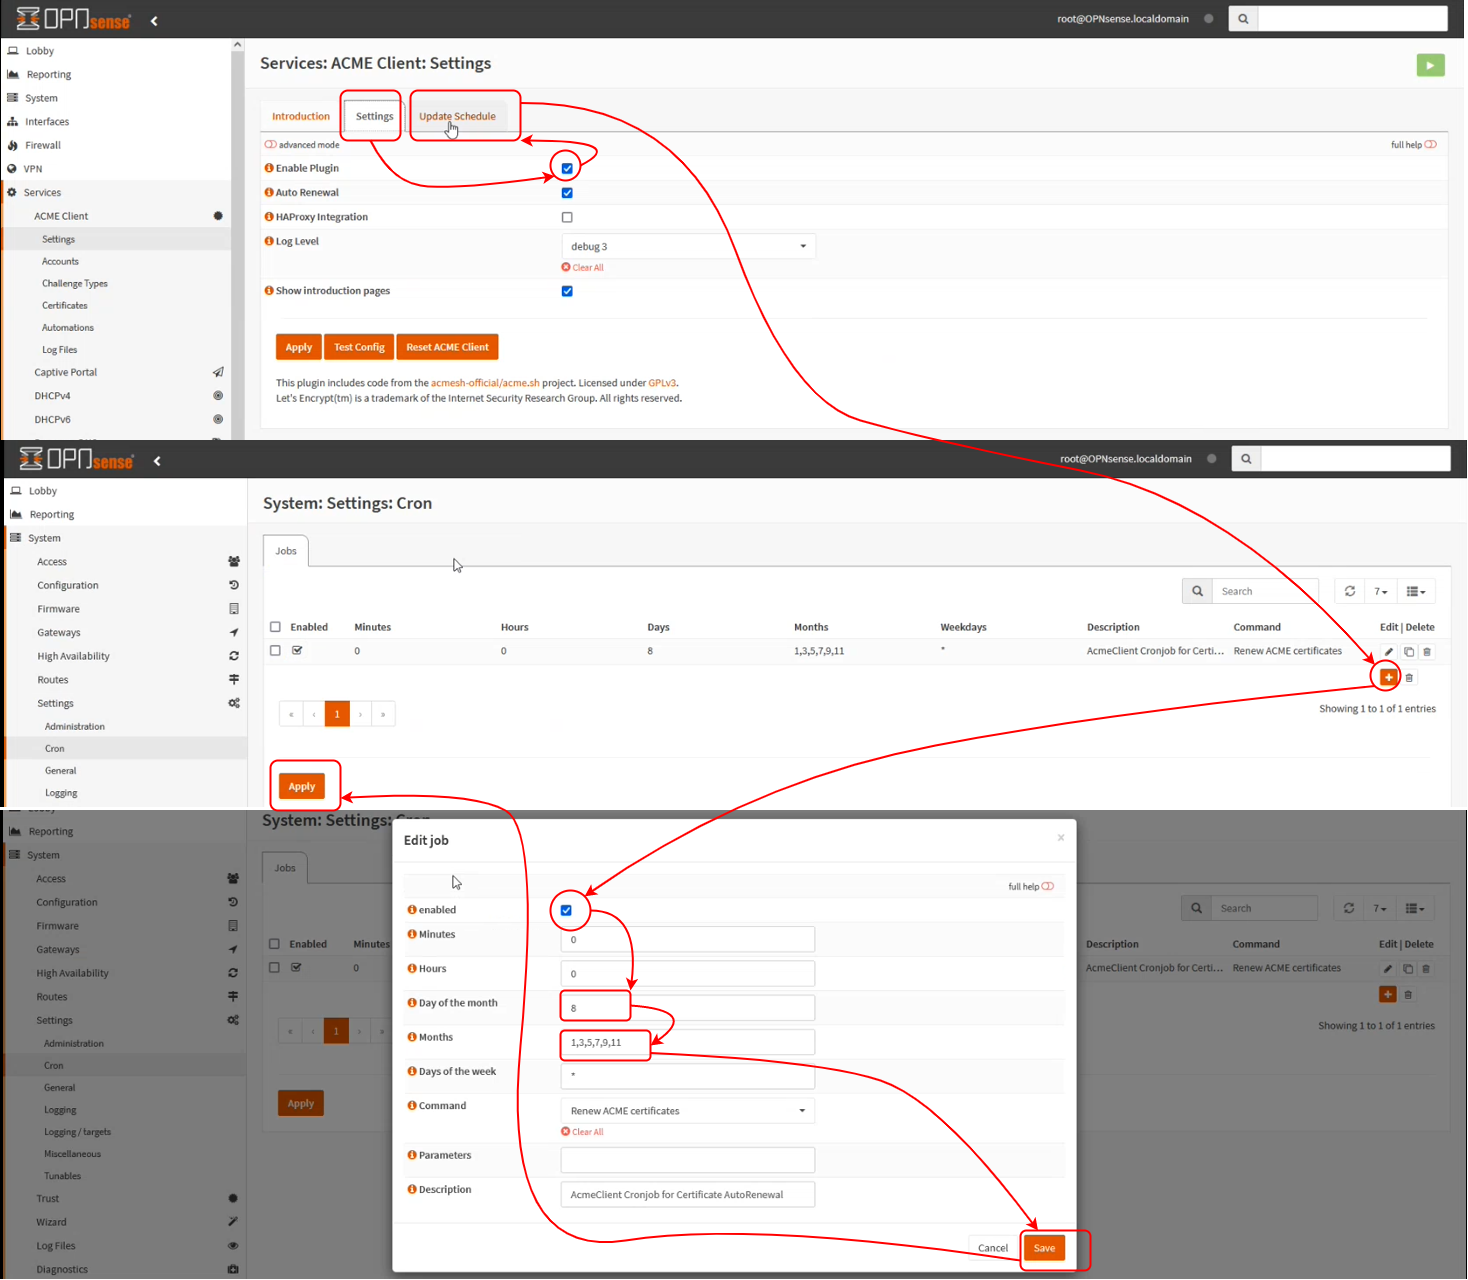 OPNsense
root@OPNsense.localdomain
Lobby
Reporting
System
Interfaces
Firewall
VPN
Services
ACME Client
Settings
Accounts
Challenge Types
Certificates
Automations
Log Files
Captive Portal
DHCPv4
DHCPv6
Services: ACME Client: Settings
Introduction
Settings
Update Schedule
advanced mode
full help
Enable Plugin
Auto Renewal
HAProxy Integration
Log Level
debug 3
Clear All
Show introduction pages
Apply
Test Config
Reset ACME Client
This plugin includes code from the acmesh-official/acme.sh project. Licensed under GPLv3.
Let's Encrypt(tm) is a trademark of the Internet Security Research Group. All rights reserved.
OPNsense
root@OPNsense.localdomain
Lobby
Reporting
System
Access
Configuration
Firmware
Gateways
High Availability
Routes
Settings
Administration
Cron
General
Logging
System: Settings: Cron
Jobs
Search
7
Enabled Minutes Hours Days Months Weekdays Description Command Edit | Delete
0 0 8 1,3,5,7,9,11 * AcmeClient Cronjob for Certi... Renew ACME certificates
« ‹ 1 › »
Showing 1 to 1 of 1 entries
Apply
Reporting
System
Access
Configuration
Firmware
Gateways
High Availability
Routes
Settings
Administration
Cron
General
Logging
Logging / targets
Miscellaneous
Tunables
Trust
Wizard
Log Files
Diagnostics
System: Settings: Cron
Jobs
Search
7
Enabled Minutes
0
« ‹ 1 › »
Apply
Description Command Edit | Delete
AcmeClient Cronjob for Certi... Renew ACME certificates
Showing 1 to 1 of 1 entries
Edit job
×
full help
enabled
Minutes
0
Hours
0
Day of the month
8
Months
1,3,5,7,9,11
Days of the week
*
Command
Renew ACME certificates
Clear All
Parameters
Description
AcmeClient Cronjob for Certificate AutoRenewal
Cancel
Save